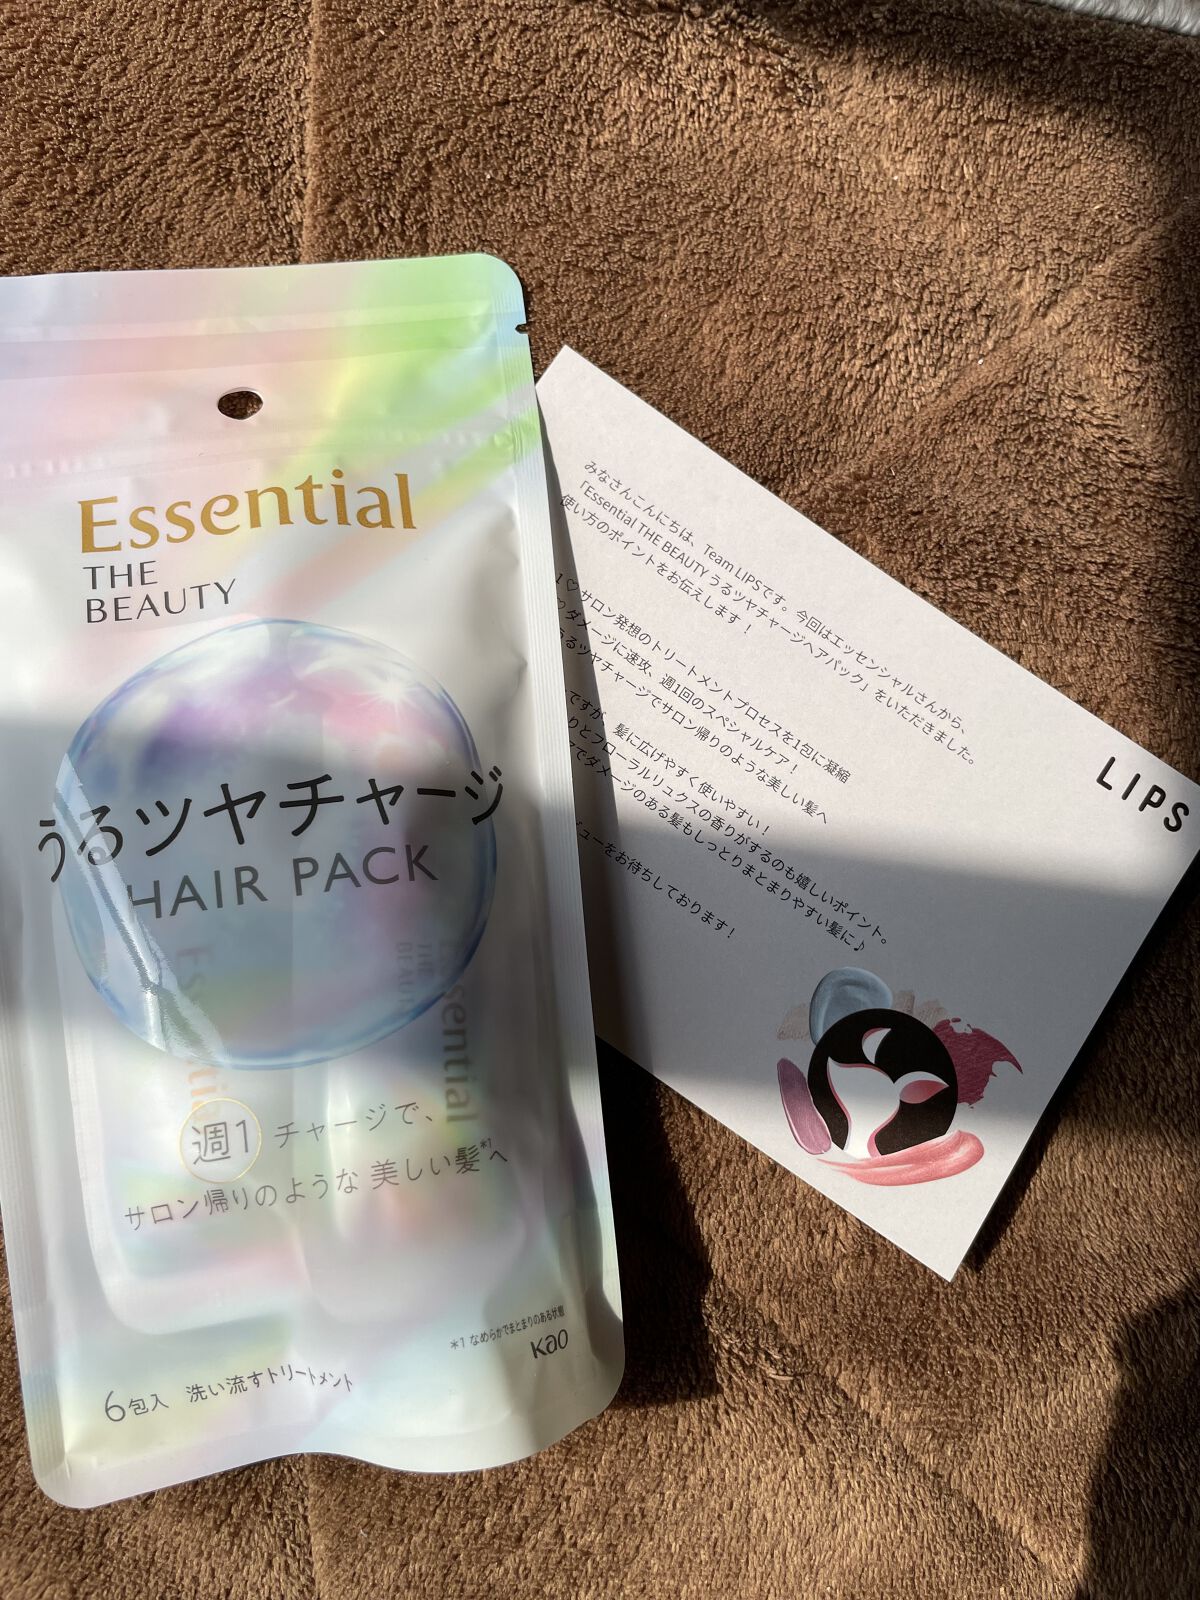 Essential
THE
BEAUTY
うるツヤチャージ
HAIR PACK
Essential
THE
週1 チャージで、
サロン帰りのような 美しい髪*1へ
*1 なめらかでまとまりのある状態
Kao
6包入 洗い流すトリートメント
みなさんこんにちは、Team LIPSです。今回はエッセンシャルさんから、
「Essential THE BEAUTY うるツヤチャージヘアパック」をいただきました。
使い方のポイントをお伝えします！
♡サロン発想のトリートメントプロセスを1包に凝縮
ダメージに速攻、週1回のスペシャルケア！
うるツヤチャージでサロン帰りのような美しい髪へ
ですが、髪に広げやすく使いやすい！
りとフローラルリュクスの香りがするのも嬉しいポイント。
でダメージのある髪もしっとりまとまりやすい髪に♪
ューをお待ちしております！
LIPS